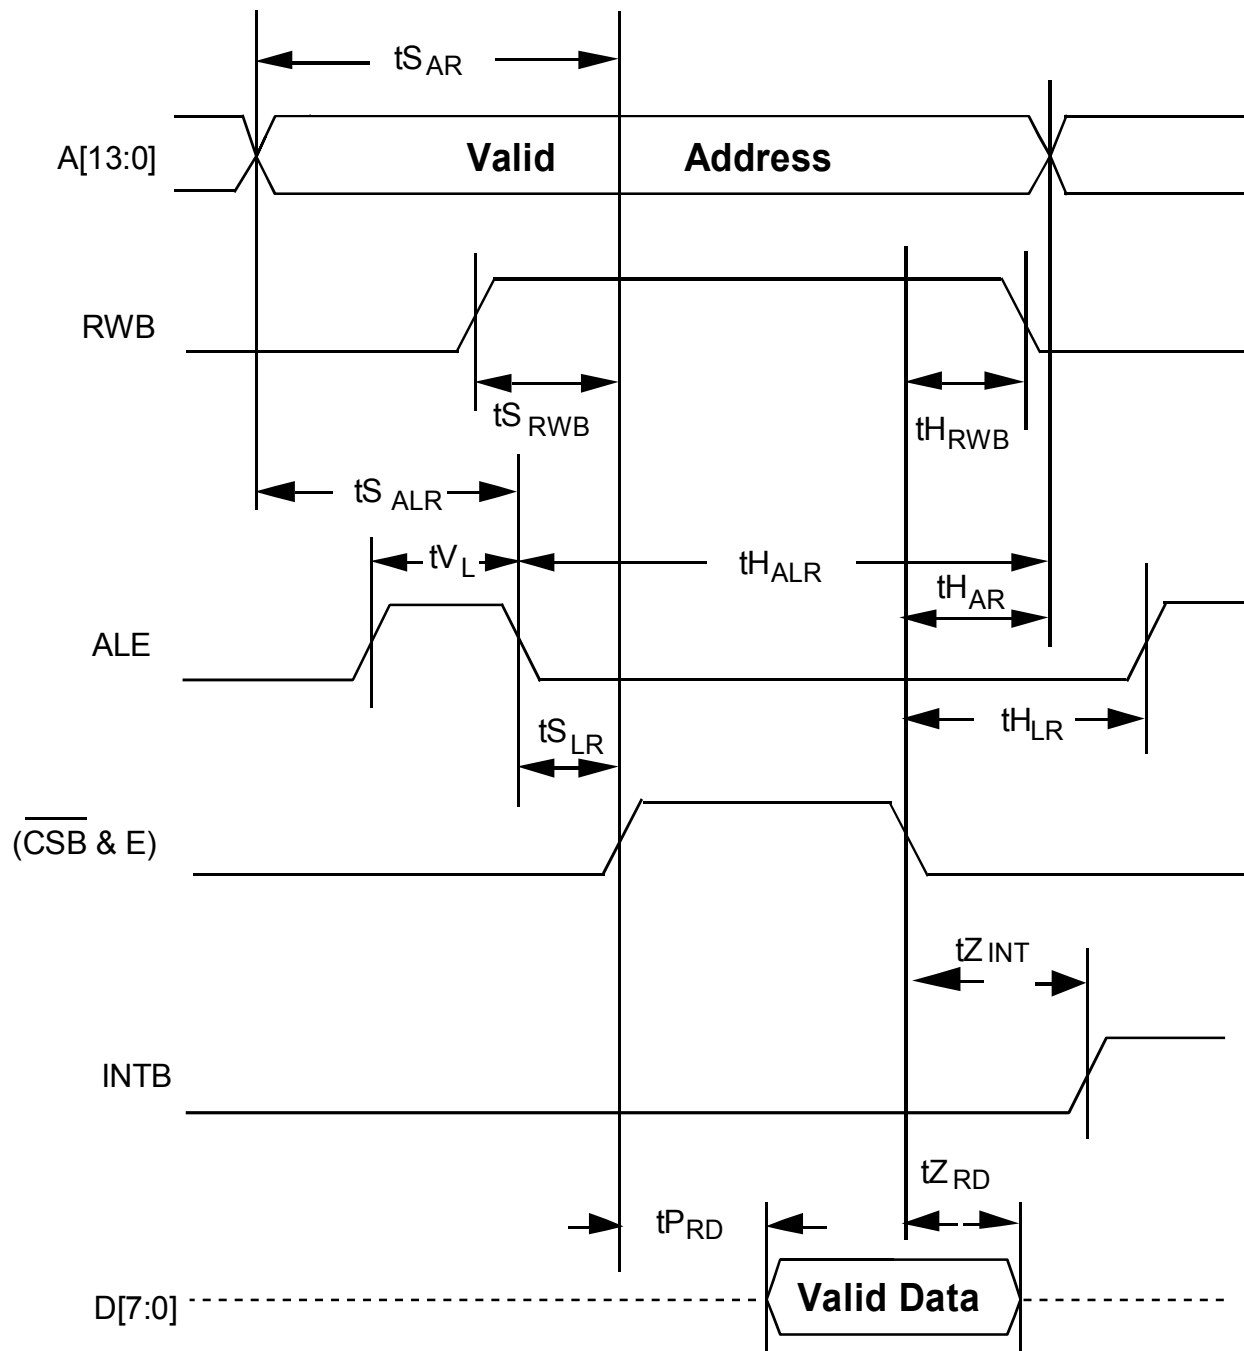 tS AR
A[13:0] Valid Address
RWB
tS RWB tH RWB
tS ALR
tV L tH ALR
tH AR
ALE
tS LR tH LR
(C̅S̅B̅ & E)
tZ INT
INTB
tZ RD
tP RD
D[7:0] Valid Data